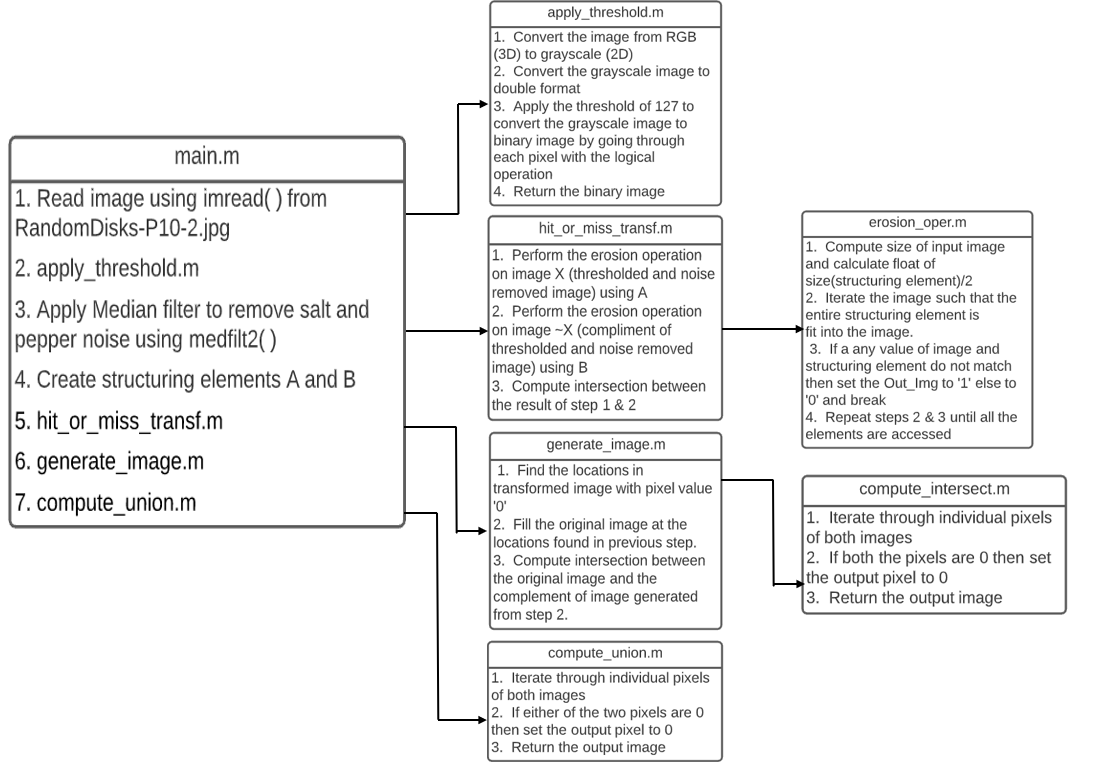 main.m
1. Read image using imread( ) from
RandomDisks-P10-2.jpg
2. apply_threshold.m
3. Apply Median filter to remove salt and
pepper noise using medfilt2( )
4. Create structuring elements A and B
5. hit_or_miss_transf.m
6. generate_image.m
7. compute_union.m
apply_threshold.m
1. Convert the image from RGB
(3D) to grayscale (2D)
2. Convert the grayscale image to
double format
3. Apply the threshold of 127 to
convert the grayscale image to
binary image by going through
each pixel with the logical
operation
4. Return the binary image
hit_or_miss_transf.m
1. Perform the erosion operation
on image X (thresholded and noise
removed image) using A
2. Perform the erosion operation
on image ~X (compliment of
thresholded and noise removed
image) using B
3. Compute intersection between
the result of step 1 & 2
erosion_oper.m
1. Compute size of input image
and calculate float of
size(structuring element)/2
2. Iterate the image such that the
entire structuring element is
fit into the image.
3. If a any value of image and
structuring element do not match
then set the Out_Img to '1' else to
'0' and break
4. Repeat steps 2 & 3 until all the
elements are accessed
generate_image.m
1. Find the locations in
transformed image with pixel value
'0'
2. Fill the original image at the
locations found in previous step.
3. Compute intersection between
the original image and the
complement of image generated
from step 2.
compute_intersect.m
1. Iterate through individual pixels
of both images
2. If both the pixels are 0 then set
the output pixel to 0
3. Return the output image
compute_union.m
1. Iterate through individual pixels
of both images
2. If either of the two pixels are 0
then set the output pixel to 0
3. Return the output image